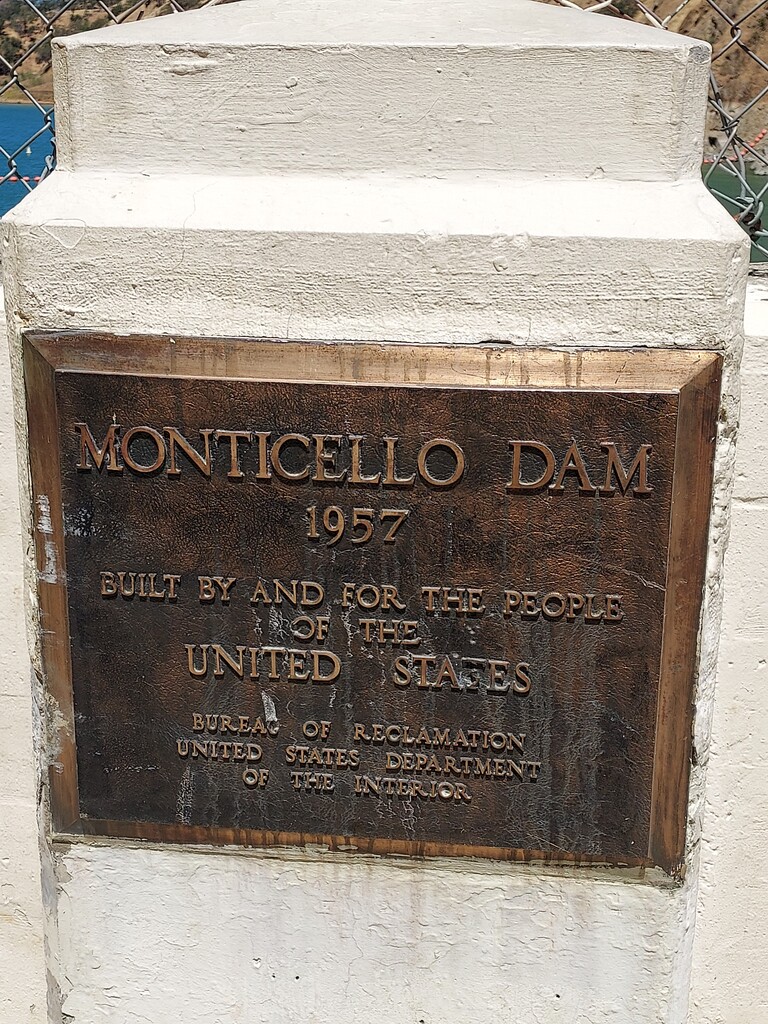 MONTICELLO DAM
1957
BUILT BY AND FOR THE PEOPLE
OF THE
UNITED STATES
BUREAU OF RECLAMATION
UNITED STATES DEPARTMENT
OF THE INTERIOR